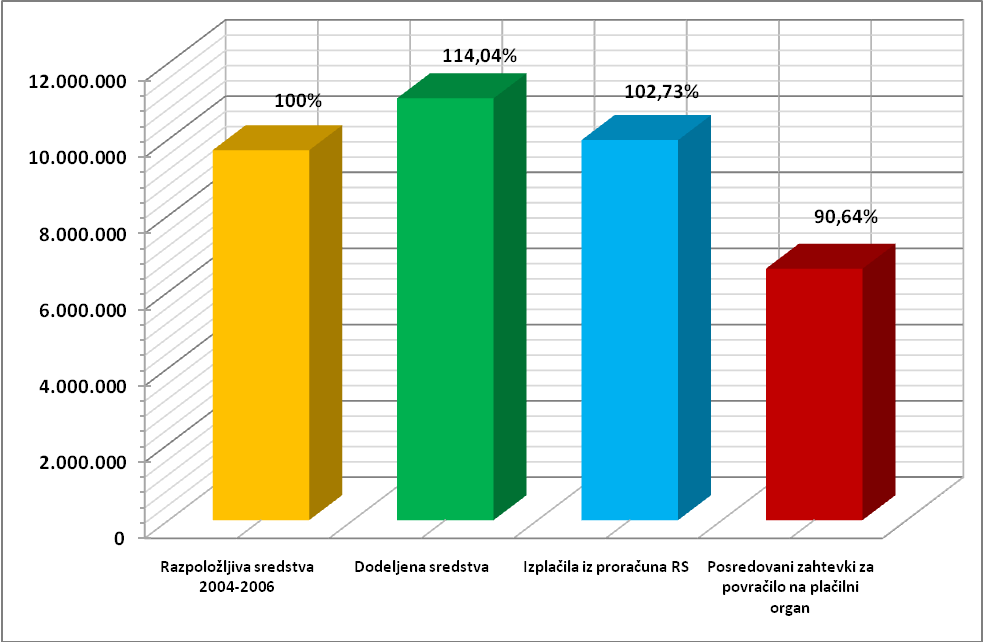 114,04%
100%
102,73%
90,64%
12.000.000
10.000.000
8.000.000
6.000.000
4.000.000
2.000.000
0
Razpoložljiva sredstva
2004-2006
Dodeljena sredstva
Izplačila iz proračuna RS
Posredovani zahtevki za
povračilo na plačilni
organ